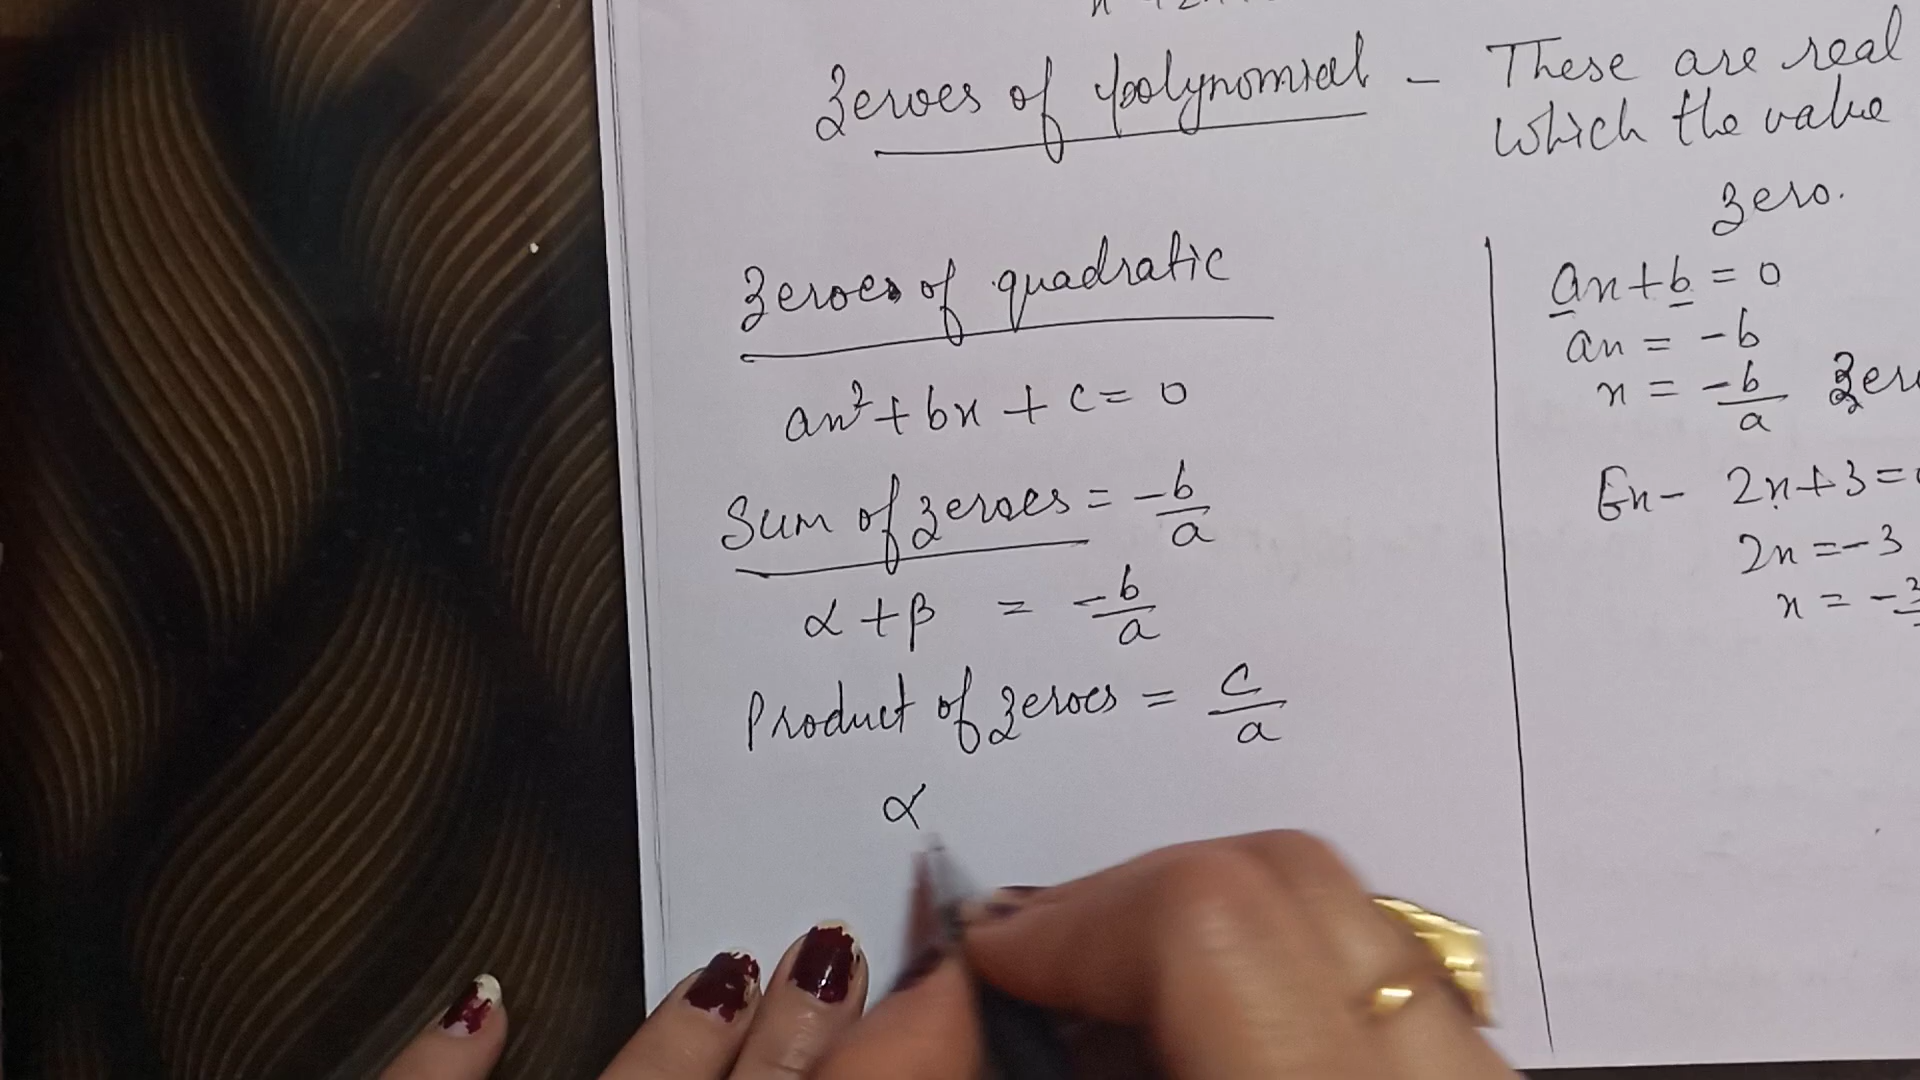 Zeroes of polynomial - These are real
which the value
zero.
Zeroes of quadratic
ax²+bx+c=0
Sum of zeroes = -b/a
α+β = -b/a
Product of zeroes = c/a
α
ax+b=0
ax=-b
x=-b/a
Ex- 2x+3=
2x=-3
x=-